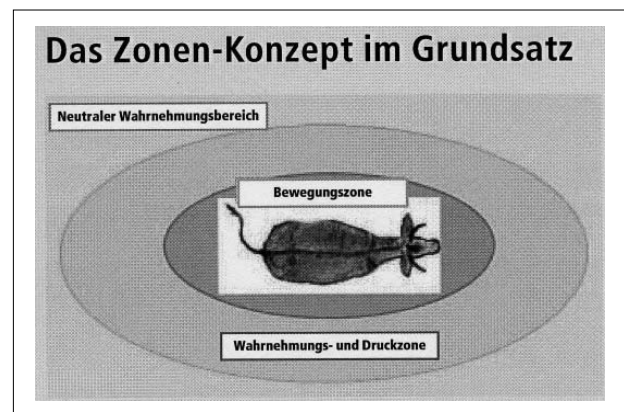 Das Zonen-Konzept im Grundsatz
Neutraler Wahrnehmungsbereich
Bewegungszone
Wahrnehmungs- und Druckzone